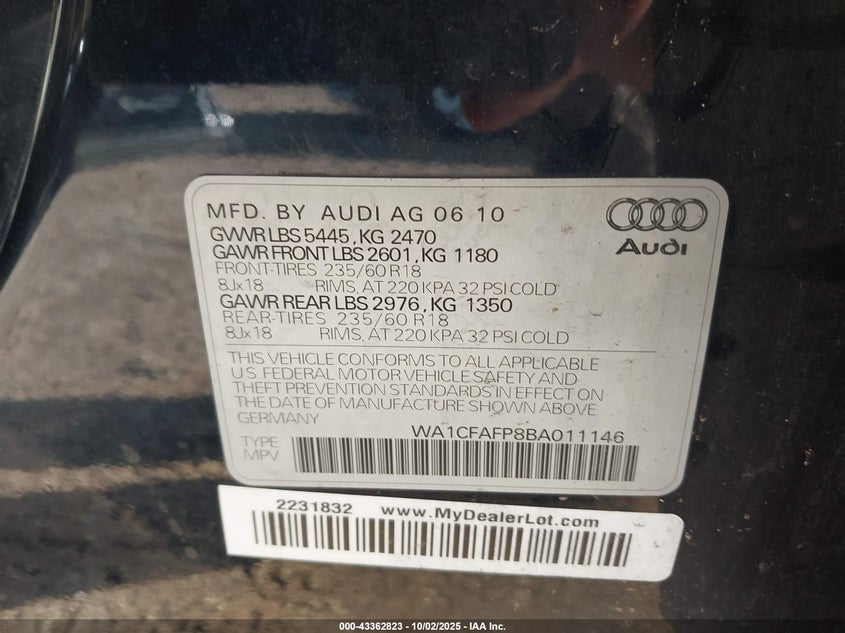 MFD. BY AUDI AG 06 10
GVWR LBS 5445, KG 2470
GAWR FRONT LBS 2601, KG 1180
FRONT-TIRES 235/60 R18
8Jx18 RIMS, AT 220 KPA 32 PSI COLD
GAWR REAR LBS 2976, KG 1350
REAR-TIRES 235/60 R18
8Jx18 RIMS, AT 220 KPA 32 PSI COLD
Audi
THIS VEHICLE CONFORMS TO ALL APPLICABLE
U.S. FEDERAL MOTOR VEHICLE SAFETY AND
THEFT PREVENTION STANDARDS IN EFFECT ON
THE DATE OF MANUFACTURE SHOWN ABOVE
GERMANY
WA1CFAFP8BA011146
TYPE
MPV
2231832 www.MyDealerLot.com
000-43362823 - 10/02/2025 - IAA Inc.